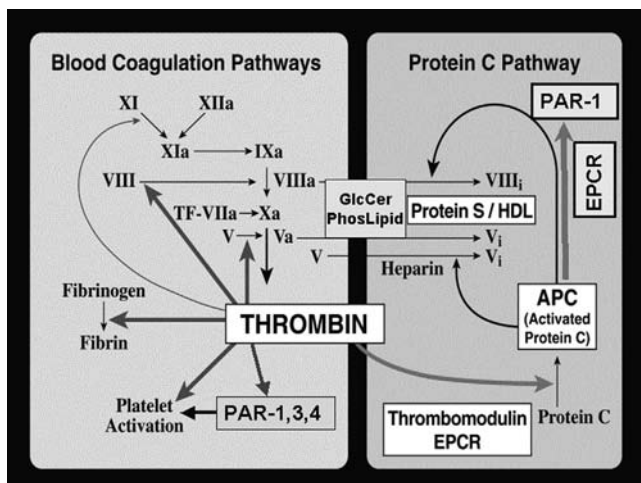 Blood Coagulation Pathways
XI XIIa
XIa IXa
VIII VIIIa
TF-VIIa Xa
V Va
Fibrinogen
Fibrin
THROMBIN
Platelet
Activation
PAR-1,3,4
GlcCer
PhosLipid
Protein C Pathway
PAR-1
EPCR
VIIIi
Protein S / HDL
Vi
V Vi
Heparin
APC
(Activated
Protein C)
Thrombomodulin
EPCR
Protein C